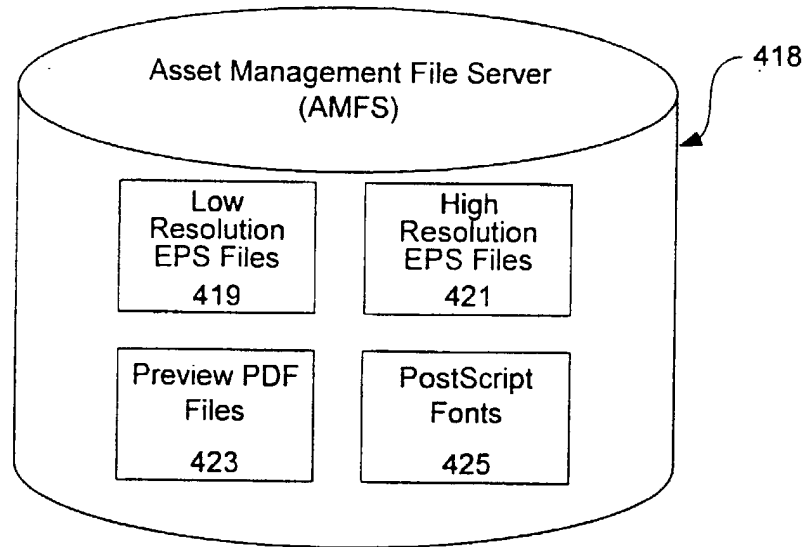 418
Asset Management File Server
(AMFS)
Low
Resolution
EPS Files
419
High
Resolution
EPS Files
421
Preview PDF
Files
423
PostScript
Fonts
425